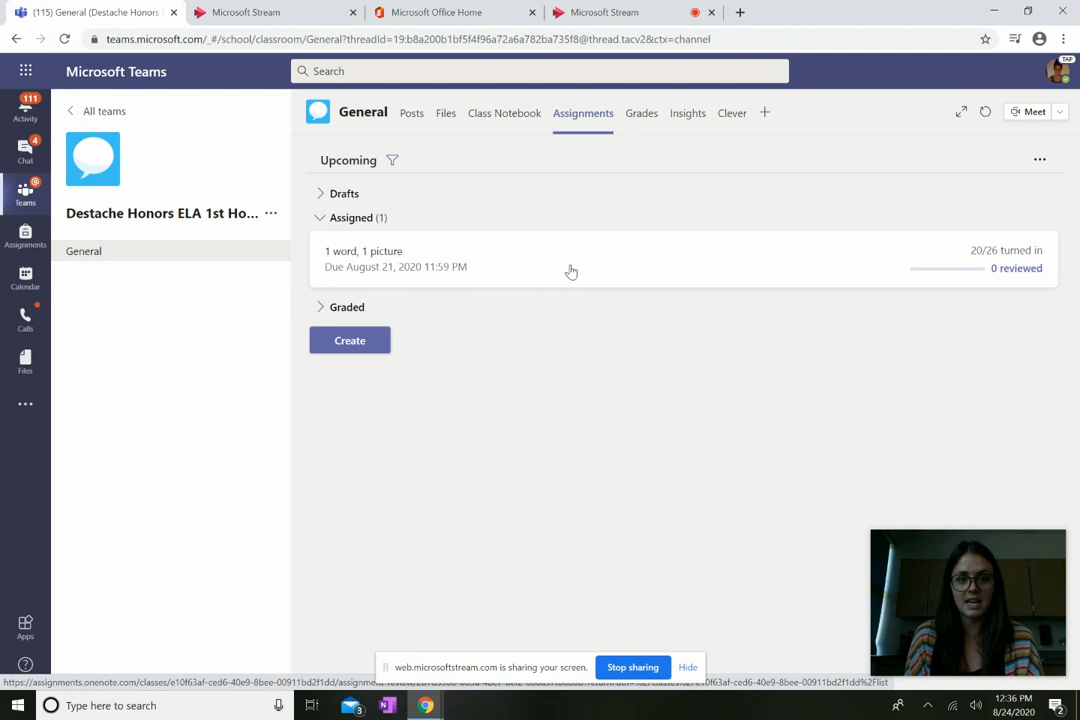 (115) General (Destache Honors
Microsoft Stream
Microsoft Office Home
Microsoft Stream
teams.microsoft.com/_#/school/classroom/General?threadId=19:b8a200b1bf5f4f96a72a6a782ba735f8@thread.tacv2&ctx=channel
Microsoft Teams
Search
TAP
111
Activity
4
Chat
Teams
Assignments
Calendar
Calls
Files
Apps
All teams
Destache Honors ELA 1st Ho...
General
General
Posts
Files
Class Notebook
Assignments
Grades
Insights
Clever
Meet
Upcoming
Drafts
Assigned (1)
1 word, 1 picture
20/26 turned in
Due August 21, 2020 11:59 PM
0 reviewed
Graded
Create
web.microsoftstream.com is sharing your screen.
Stop sharing
Hide
Type here to search
3
12:36 PM
8/24/2020
2